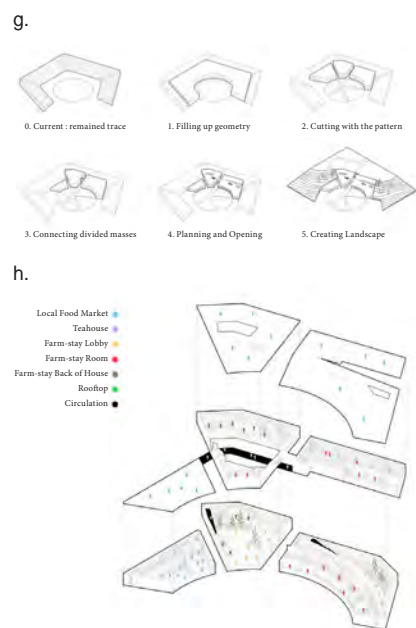 g.
0. Current : remained trace
1. Filling up geometry
2. Cutting with the pattern
3. Connecting divided masses
4. Planning and Opening
5. Creating Landscape
h.
Local Food Market
Teahouse
Farm-stay Lobby
Farm-stay Room
Farm-stay Back of House
Rooftop
Circulation